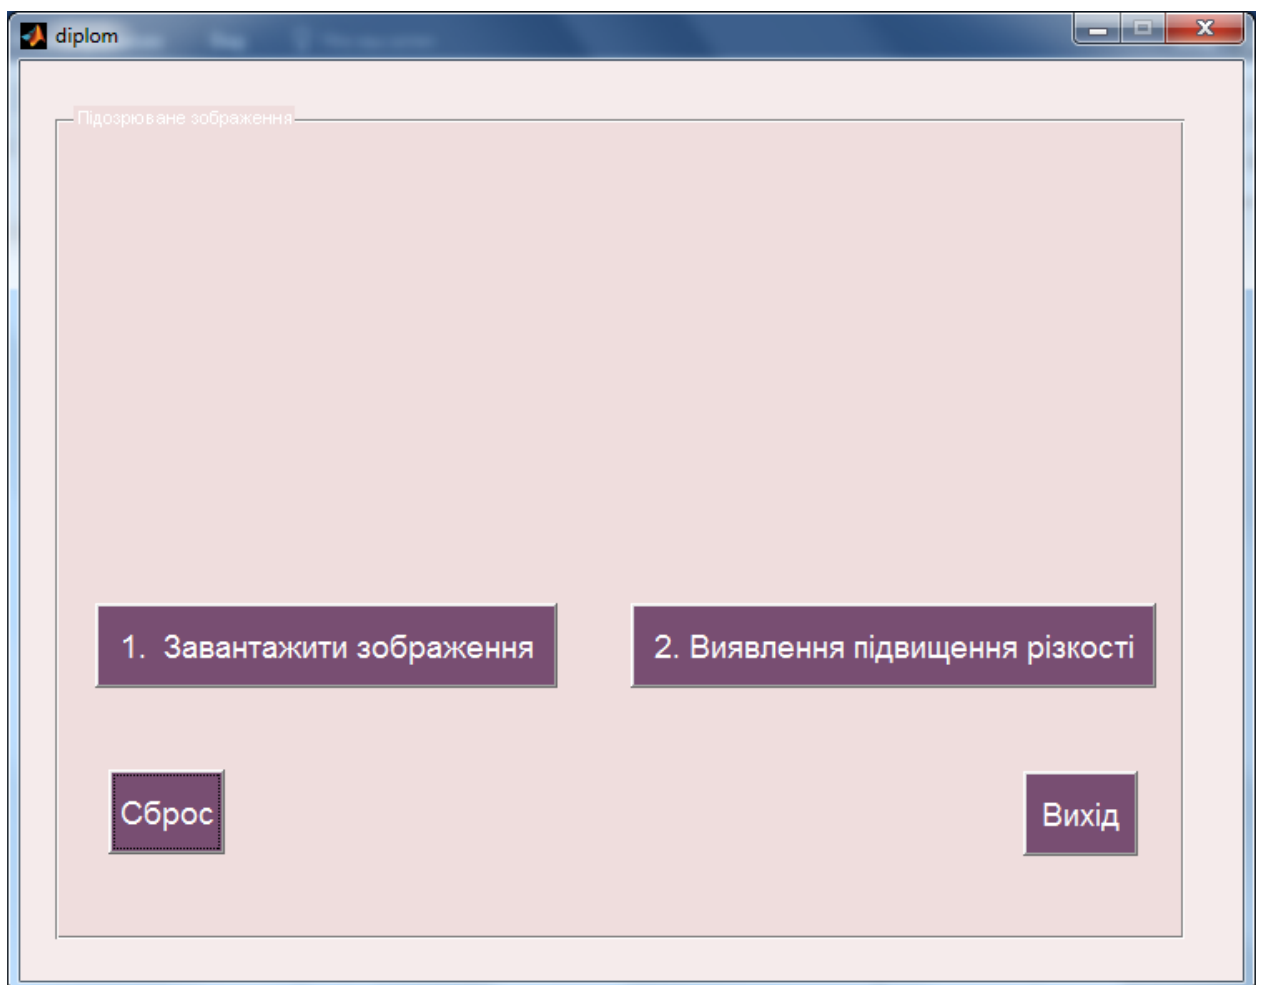 diplom
Підозрюване зображення
1. Завантажити зображення
2. Виявлення підвищення різкості
Сброс
Вихід